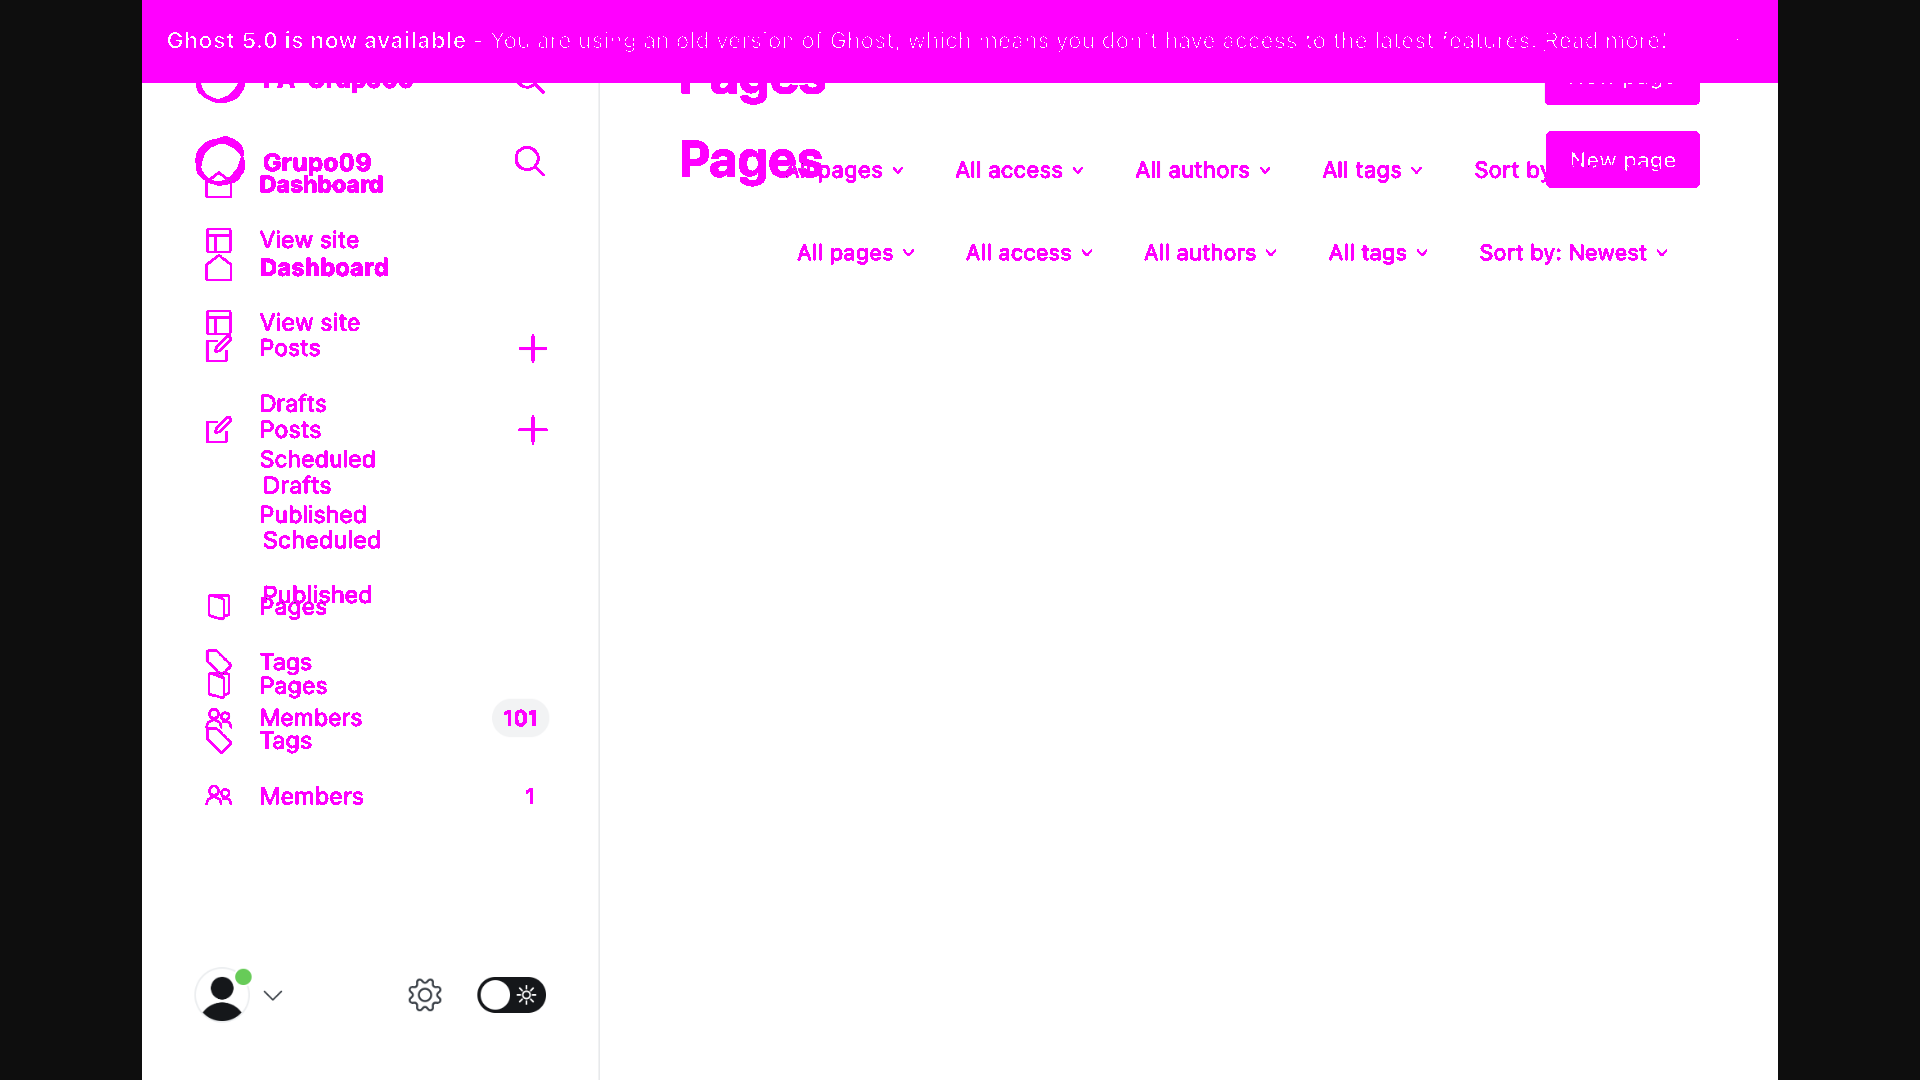 Ghost 5.0 is now available - You are using an old version of Ghost, which means you don't have access to the latest features. Read more!
Pages
New page
Grupo09
Pages
All pages
All access
All authors
All tags
Sort by
New page
Dashboard
View site
Dashboard
All pages
All access
All authors
All tags
Sort by: Newest
View site
Posts
Drafts
Posts
Scheduled
Drafts
Published
Scheduled
Published
Pages
Tags
Pages
Members
101
Tags
Members
1